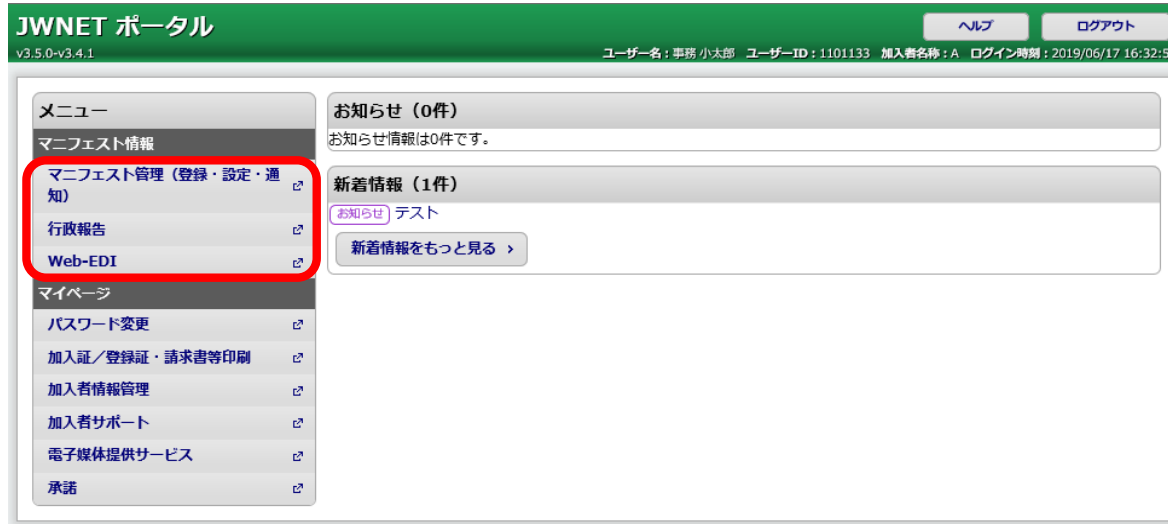 JWNET ポータル
ヘルプ
ログアウト
v3.5.0-v3.4.1
ユーザー名：事務 小太郎 ユーザーID：1101133 加入者名称：A ログイン時刻：2019/06/17 16:32:5
メニュー
マニフェスト情報
マニフェスト管理（登録・設定・通
知）
行政報告
Web-EDI
マイページ
パスワード変更
加入証／登録証・請求書等印刷
加入者情報管理
加入者サポート
電子媒体提供サービス
承諾
お知らせ（0件）
お知らせ情報は0件です。
新着情報（1件）
お知らせ テスト
新着情報をもっと見る ›